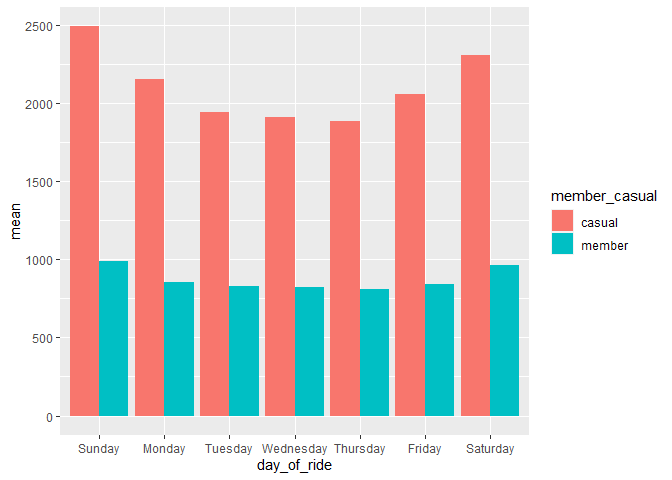 2500
2000
1500
1000
500
0
mean
Sunday Monday Tuesday Wednesday Thursday Friday Saturday
day_of_ride
member_casual
casual
member